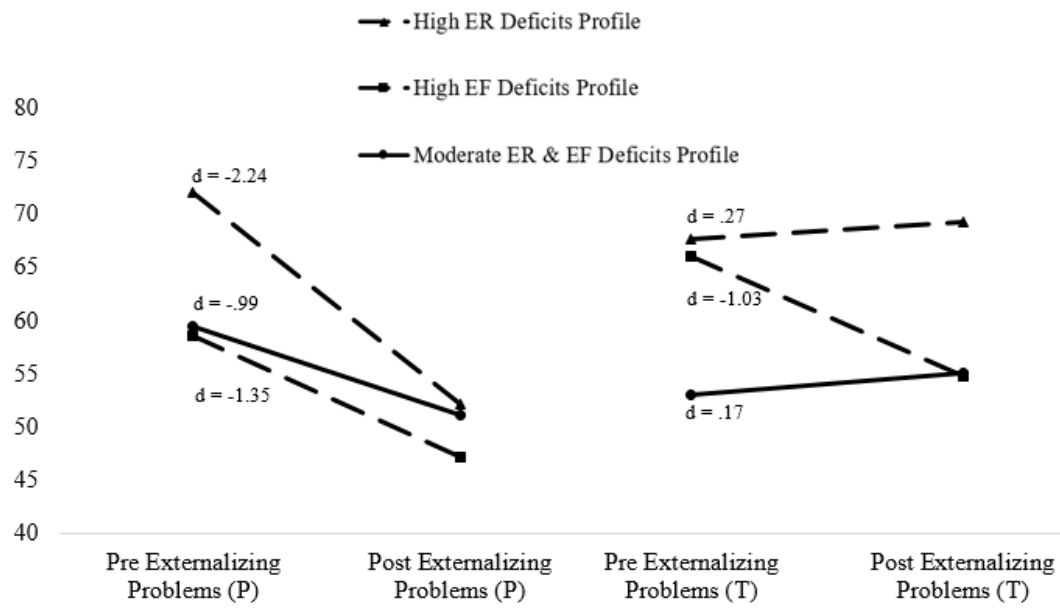 High ER Deficits Profile
High EF Deficits Profile
Moderate ER & EF Deficits Profile
80
75
70
65
60
55
50
45
40
d = -2.24
d = -.99
d = -1.35
d = .27
d = -1.03
d = .17
Pre Externalizing
Problems (P)
Post Externalizing
Problems (P)
Pre Externalizing
Problems (T)
Post Externalizing
Problems (T)